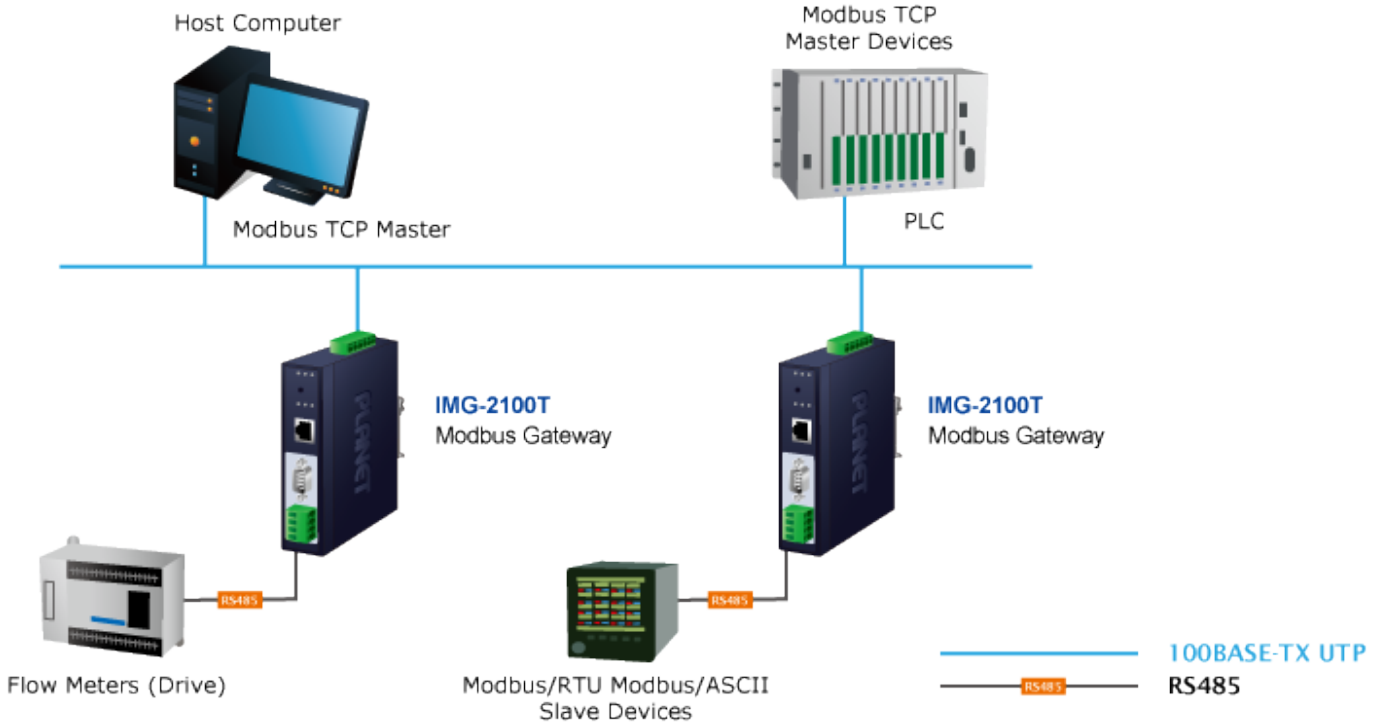 Host Computer
Modbus TCP
Master Devices
Modbus TCP Master
PLC
PLANET
IMG-2100T
Modbus Gateway
PLANET
IMG-2100T
Modbus Gateway
RS485
RS485
Flow Meters (Drive)
Modbus/RTU Modbus/ASCII
Slave Devices
100BASE-TX UTP
RS485
RS485